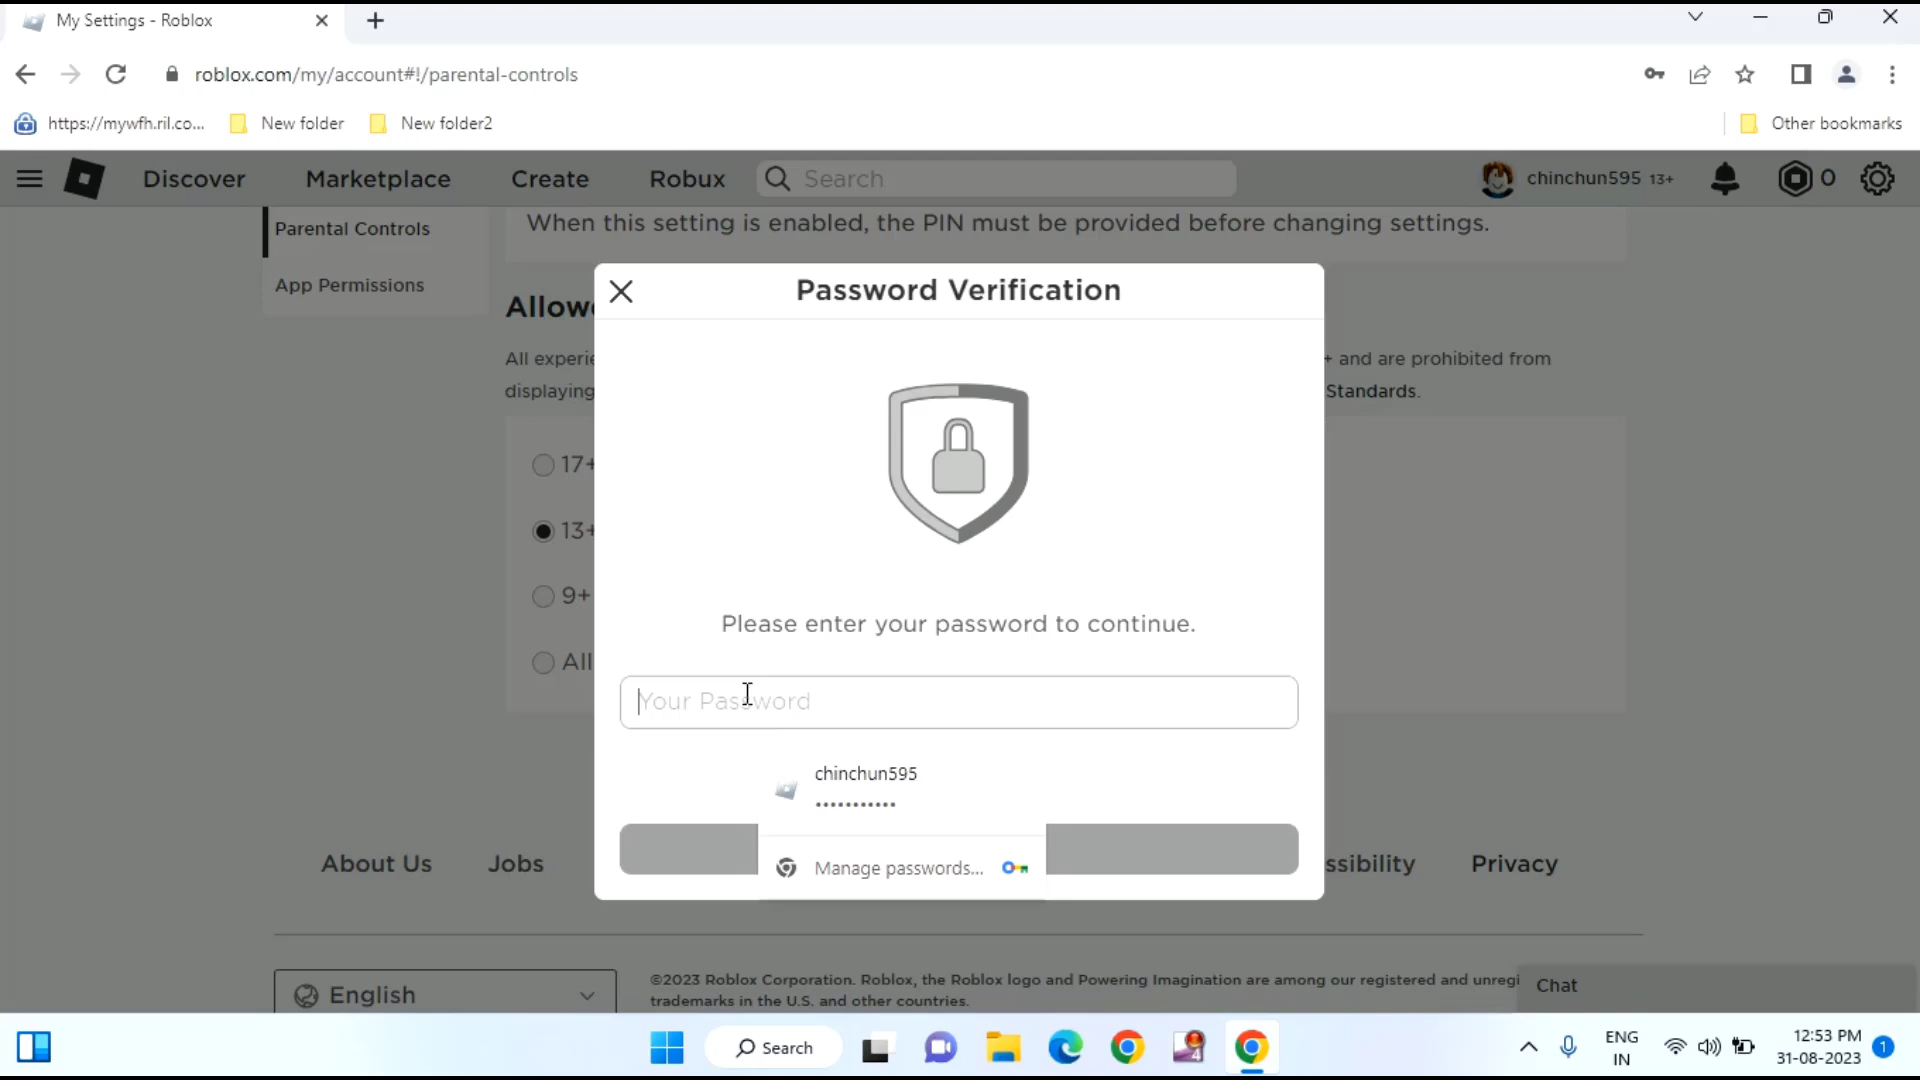 My Settings - Roblox
roblox.com/my/account#!/parental-controls
https://mywfh.ril.co...
New folder
New folder2
Other bookmarks
Discover
Marketplace
Create
Robux
Search
chinchun595 13+
0
Parental Controls
App Permissions
When this setting is enabled, the PIN must be provided before changing settings.
Password Verification
All
+ and are prohibited from
displaying
Standards.
17+
13+
9+
All
Please enter your password to continue.
Your Password
chinchun595
•••••••••••
Manage passwords...
About Us
Jobs
Privacy
English
©2023 Roblox Corporation. Roblox, the Roblox logo and Powering Imagination are among our registered and
trademarks in the U.S. and other countries.
Chat
Search
4
ENG
IN
12:53 PM
31-08-2023
1